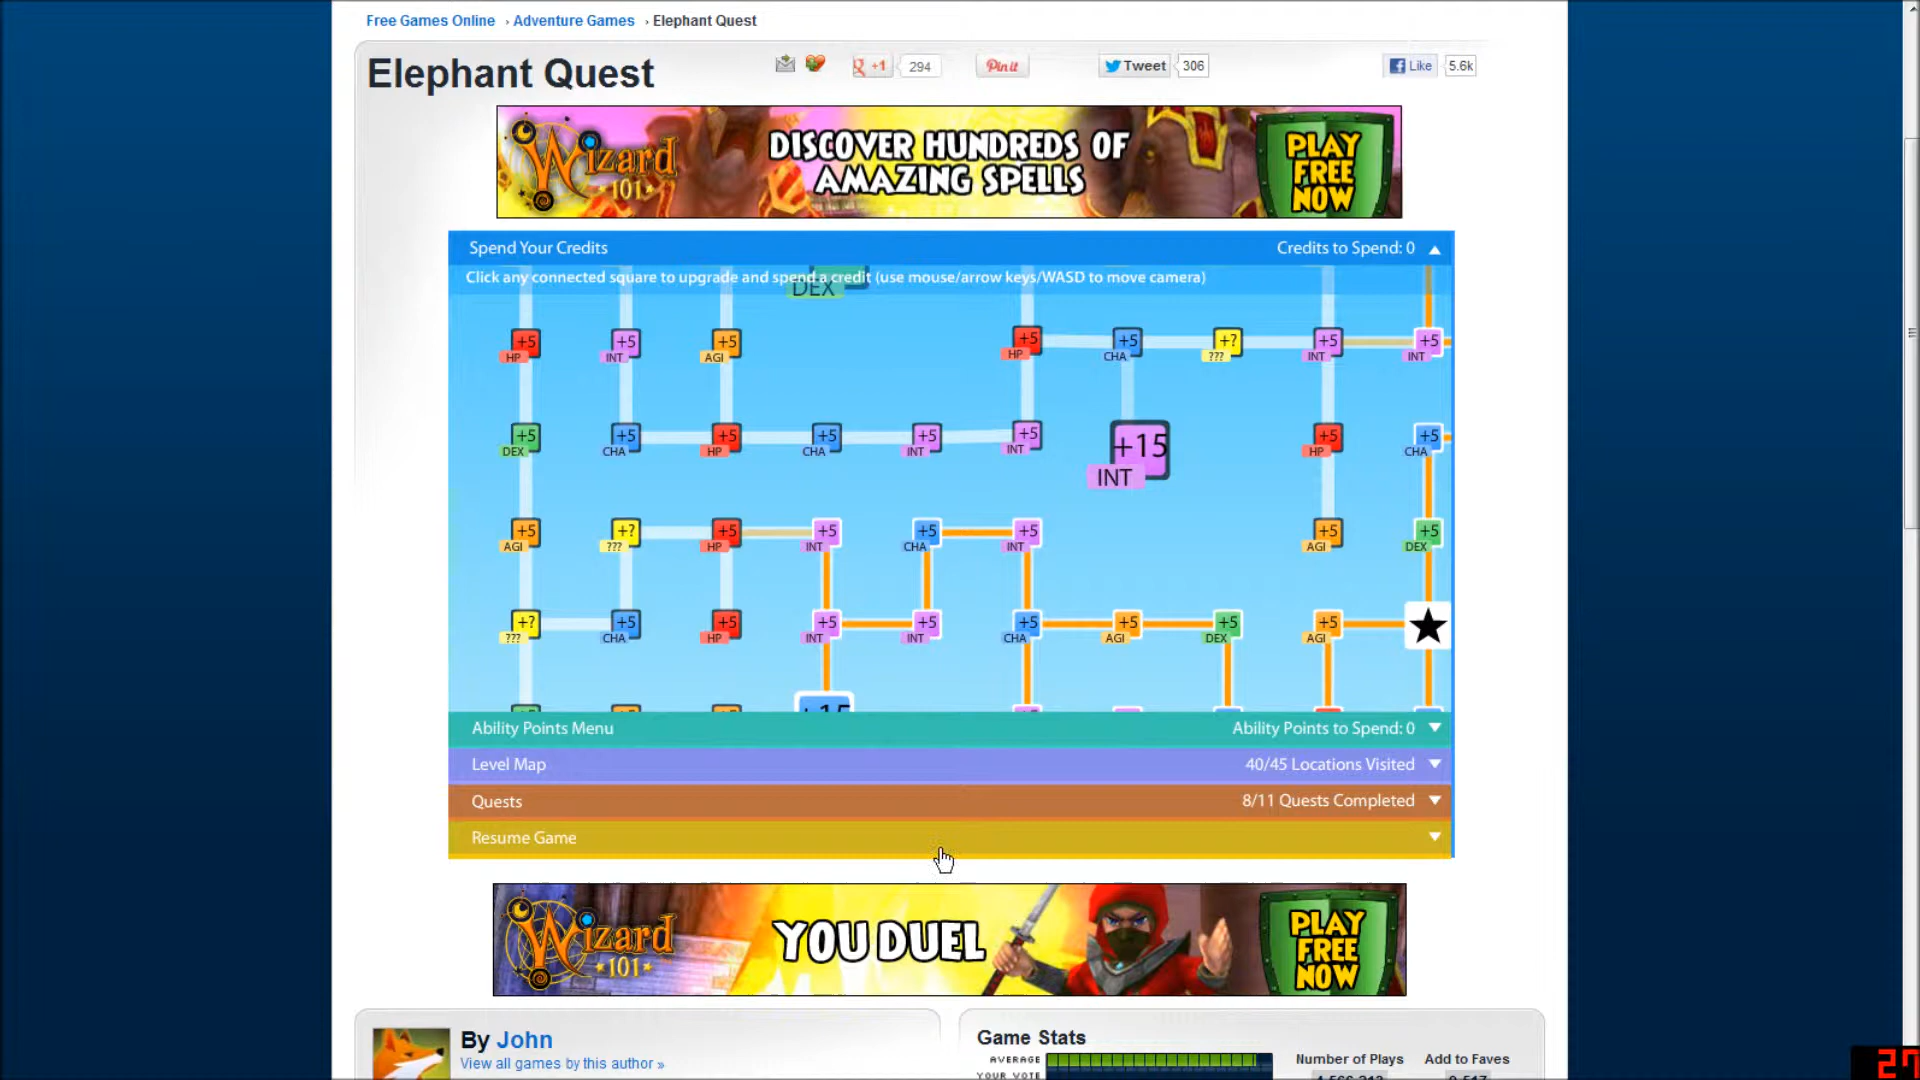 Free Games Online › Adventure Games › Elephant Quest
Elephant Quest
+1 294 Pin it Tweet 306 Like 5.6k
Wizard 101 DISCOVER HUNDREDS OF AMAZING SPELLS PLAY FREE NOW
Spend Your Credits Credits to Spend: 0
Click any connected square to upgrade and spend a credit (use mouse/arrow keys/WASD to move camera)
DEX
+5 +5 +5 +5 +5 +? +5 +5
HP INT AGI HP CHA ??? INT INT
+5 +5 +5 +5 +5 +5 +15 +5 +5
DEX CHA HP CHA INT INT INT HP CHA
+5 +? +5 +5 +5 +5 +5 +5
AGI ??? HP INT CHA INT AGI DEX
+? +5 +5 +5 +5 +5 +5 +5 +5
??? CHA HP INT INT CHA AGI DEX AGI
+15
Ability Points Menu Ability Points to Spend: 0
Level Map 40/45 Locations Visited
Quests 8/11 Quests Completed
Resume Game
Wizard 101 YOU DUEL PLAY FREE NOW
By John
View all games by this author »
Game Stats
AVERAGE Number of Plays Add to Faves
YOUR VOTE
27